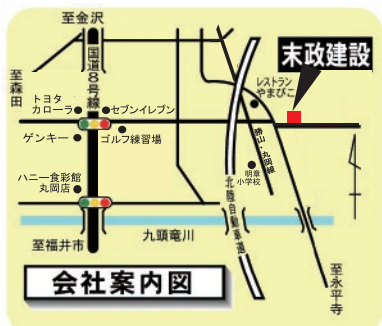 至金沢
国道8号線
末政建設
至森田
トヨタ
カローラ
セブンイレブン
レストラン
やまびこ
ゲンキー
ゴルフ練習場
勝山・丸岡線
ハニー食彩館
丸岡店
明章
小学校
北陸自動車道
至福井市
九頭竜川
至永平寺
会社案内図